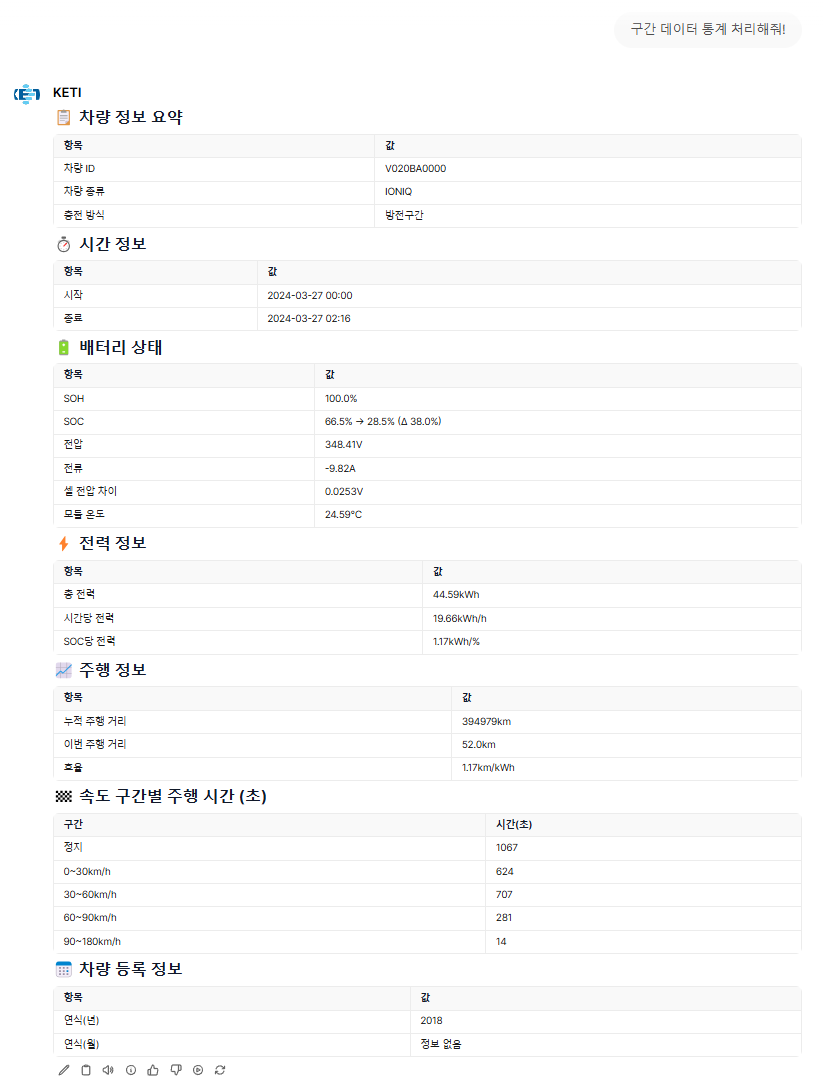 구간 데이터 통계 처리해줘!
KETI
차량 정보 요약
항목 값
차량 ID V020BA0000
차량 종류 IONIQ
충전 방식 방전구간
시간 정보
항목 값
시작 2024-03-27 00:00
종료 2024-03-27 02:16
배터리 상태
항목 값
SOH 100.0%
SOC 66.5% → 28.5% (Δ 38.0%)
전압 348.41V
전류 -9.82A
셀 전압 차이 0.0253V
모듈 온도 24.59°C
전력 정보
항목 값
총 전력 44.59kWh
시간당 전력 19.66kWh/h
SOC당 전력 1.17kWh/%
주행 정보
항목 값
누적 주행 거리 394979km
이번 주행 거리 52.0km
효율 1.17km/kWh
속도 구간별 주행 시간 (초)
구간 시간(초)
정지 1067
0~30km/h 624
30~60km/h 707
60~90km/h 281
90~180km/h 14
차량 등록 정보
항목 값
연식(년) 2018
연식(월) 정보 없음